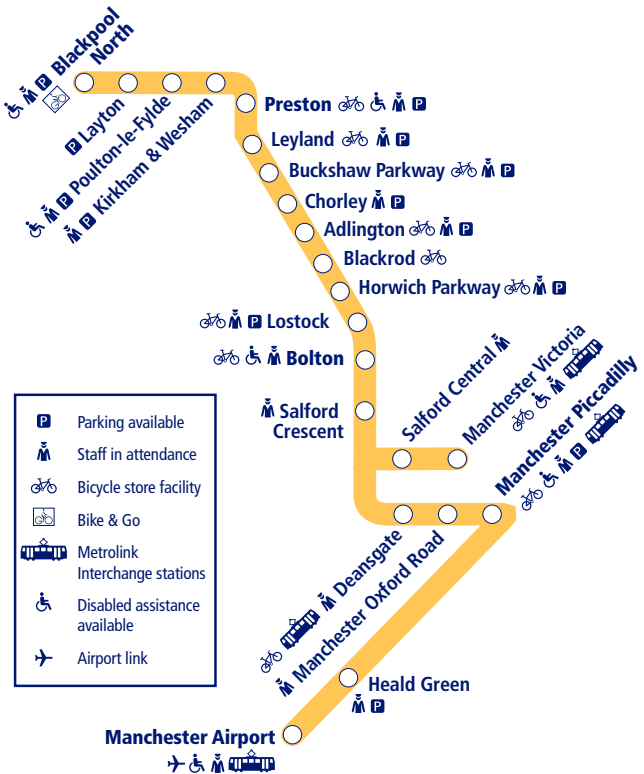 Blackpool
North
Layton
Poulton-le-Fylde
Kirkham & Wesham
Preston
Leyland
Buckshaw Parkway
Chorley
Adlington
Blackrod
Horwich Parkway
Lostock
Bolton
Salford
Crescent
Salford Central
Manchester Victoria
Manchester Piccadilly
Deansgate
Manchester Oxford Road
Heald Green
Manchester Airport
P Parking available
Staff in attendance
Bicycle store facility
Bike & Go
Metrolink
Interchange stations
Disabled assistance
available
Airport link